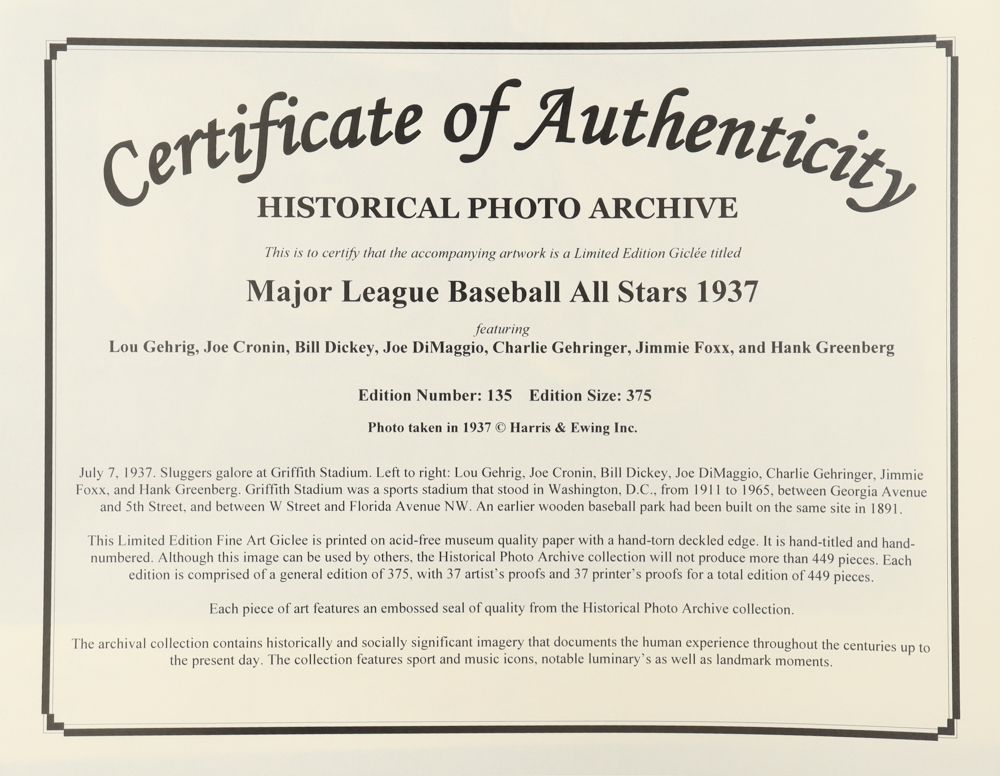 Certificate of Authenticity
HISTORICAL PHOTO ARCHIVE
This is to certify that the accompanying artwork is a Limited Edition Giclée titled
Major League Baseball All Stars 1937
featuring
Lou Gehrig, Joe Cronin, Bill Dickey, Joe DiMaggio, Charlie Gehringer, Jimmie Foxx, and Hank Greenberg
Edition Number: 135 Edition Size: 375
Photo taken in 1937 © Harris & Ewing Inc.
July 7, 1937. Sluggers galore at Griffith Stadium. Left to right: Lou Gehrig, Joe Cronin, Bill Dickey, Joe DiMaggio, Charlie Gehringer, Jimmie
Foxx, and Hank Greenberg. Griffith Stadium was a sports stadium that stood in Washington, D.C., from 1911 to 1965, between Georgia Avenue
and 5th Street, and between W Street and Florida Avenue NW. An earlier wooden baseball park had been built on the same site in 1891.
This Limited Edition Fine Art Giclee is printed on acid-free museum quality paper with a hand-torn deckled edge. It is hand-titled and hand-
numbered. Although this image can be used by others, the Historical Photo Archive collection will not produce more than 449 pieces. Each
edition is comprised of a general edition of 375, with 37 artist's proofs and 37 printer's proofs for a total edition of 449 pieces.
Each piece of art features an embossed seal of quality from the Historical Photo Archive collection.
The archival collection contains historically and socially significant imagery that documents the human experience throughout the centuries up to
the present day. The collection features sport and music icons, notable luminary's as well as landmark moments.